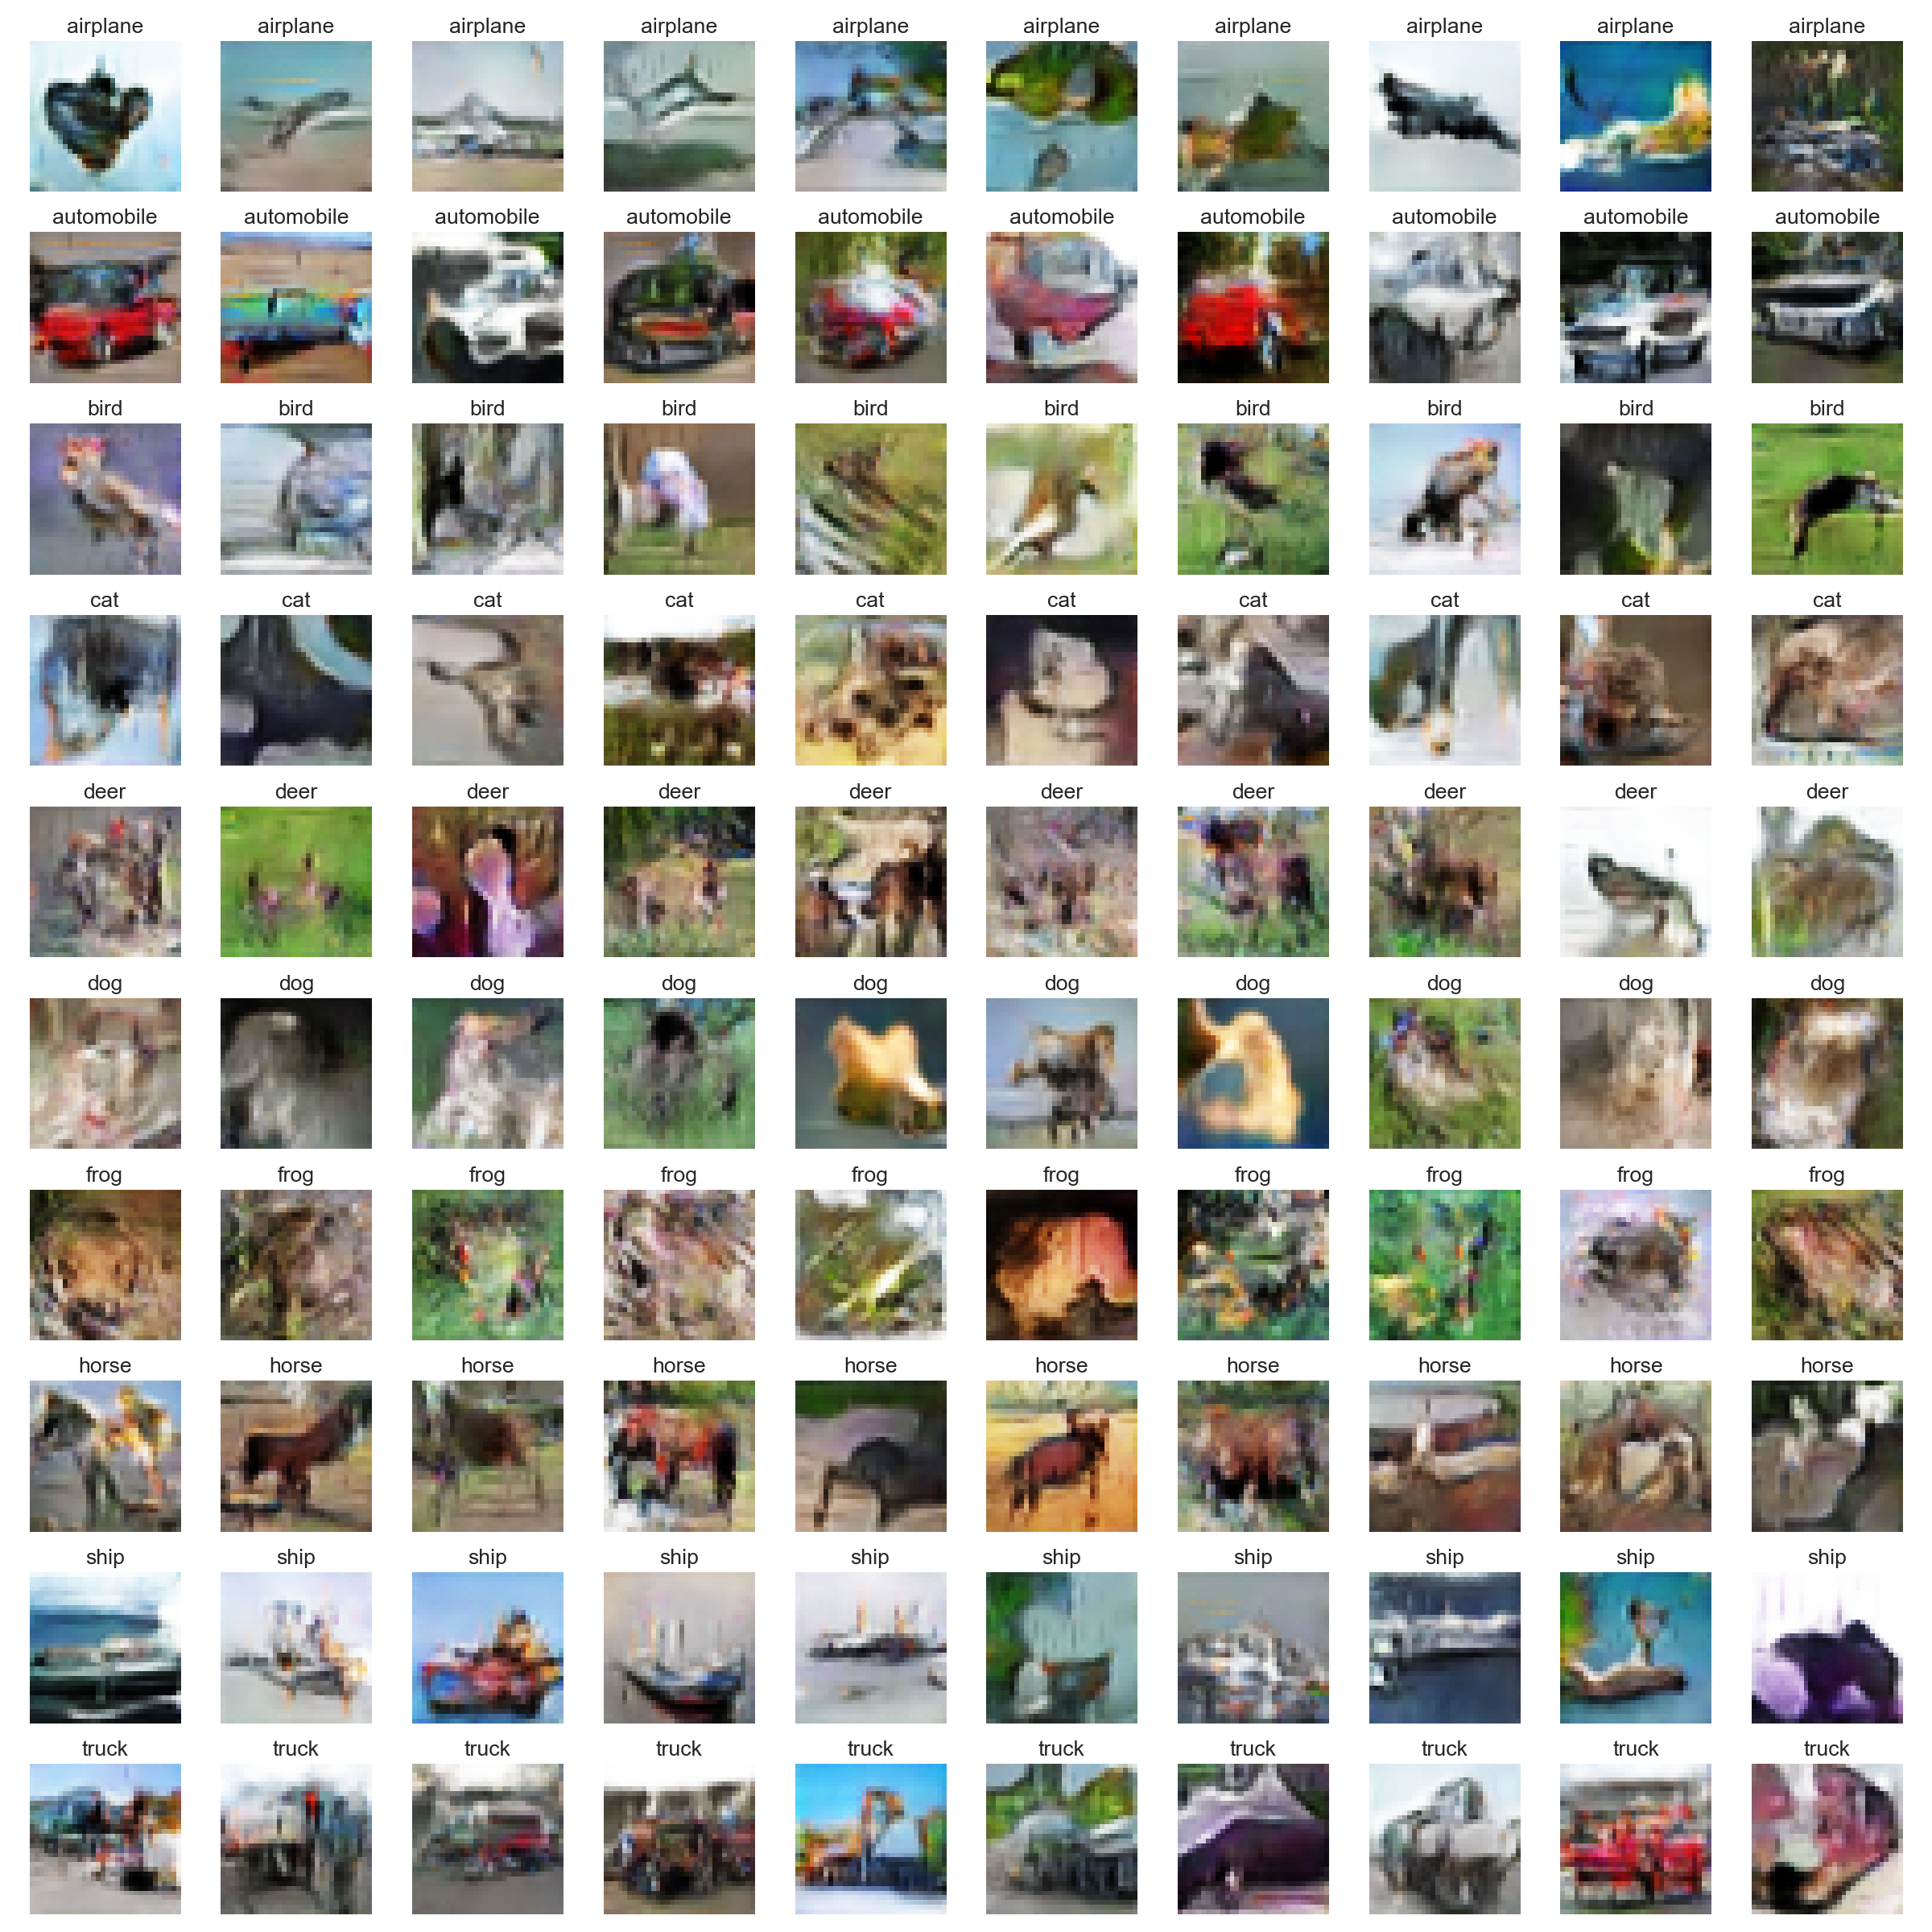 airplane airplane airplane airplane airplane airplane airplane airplane airplane airplane
automobile automobile automobile automobile automobile automobile automobile automobile automobile automobile
bird bird bird bird bird bird bird bird bird bird
cat cat cat cat cat cat cat cat cat cat
deer deer deer deer deer deer deer deer deer deer
dog dog dog dog dog dog dog dog dog dog
frog frog frog frog frog frog frog frog frog frog
horse horse horse horse horse horse horse horse horse horse
ship ship ship ship ship ship ship ship ship ship
truck truck truck truck truck truck truck truck truck truck